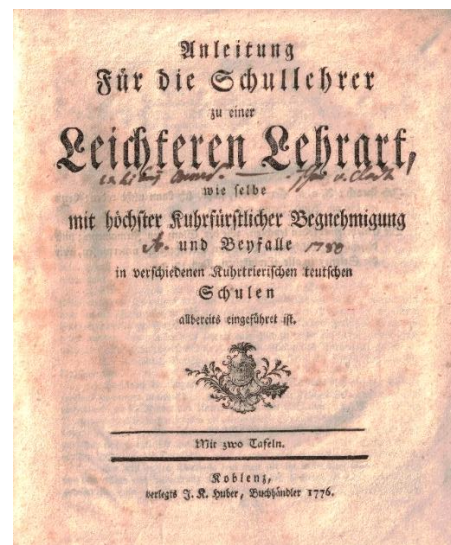 Anleitung
Für die Schullehrer
zu einer
Leichteren Lehrart,
wie selbe
mit höchster Kuhrfürstlicher Begnehmigung
und Beyfalle 1780
in verschiedenen Kuhrtrierischen teutschen
Schulen
allbereits eingeführet ist.
Mit zwo Tafeln.
Koblenz,
verlegts J. K. Huber, Buchhändler 1776.